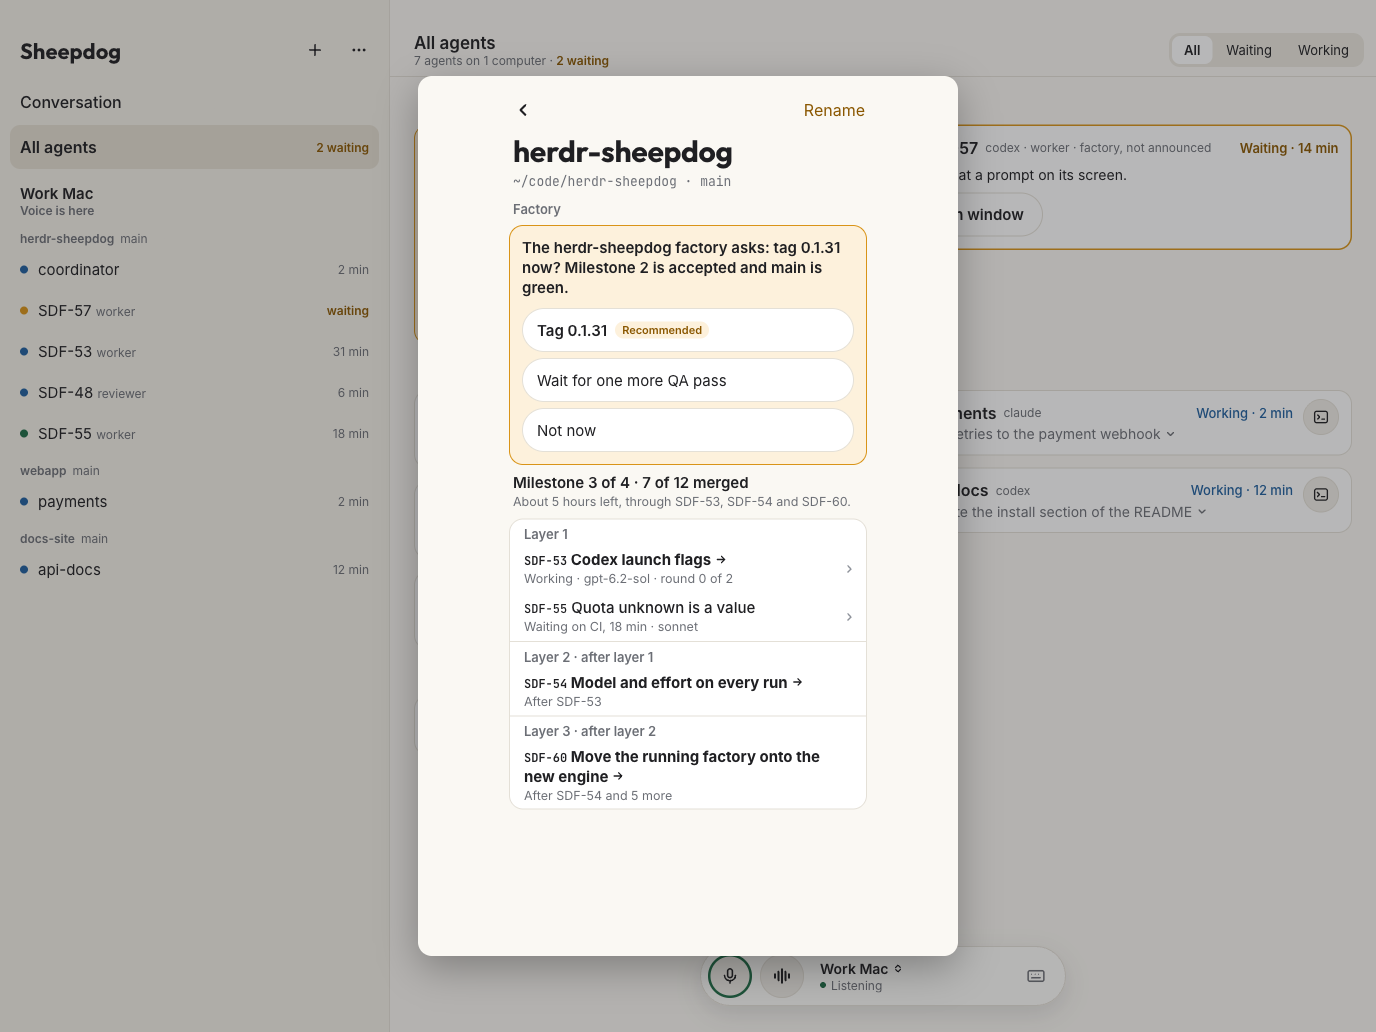 Sheepdog
Conversation
All agents 2 waiting
Work Mac
Voice is here
herdr-sheepdog main
coordinator 2 min
SDF-57 worker waiting
SDF-53 worker 31 min
SDF-48 reviewer 6 min
SDF-55 worker 18 min
webapp main
payments 2 min
docs-site main
api-docs 12 min
All agents
7 agents on 1 computer · 2 waiting
All Waiting Working
57 codex · worker · factory, not announced Waiting · 14 min
at a prompt on its screen.
window
claude Working · 2 min
etries to the payment webhook
codex Working · 12 min
te the install section of the README
Rename
herdr-sheepdog
~/code/herdr-sheepdog · main
Factory
The herdr-sheepdog factory asks: tag 0.1.31
now? Milestone 2 is accepted and main is
green.
Tag 0.1.31 Recommended
Wait for one more QA pass
Not now
Milestone 3 of 4 · 7 of 12 merged
About 5 hours left, through SDF-53, SDF-54 and SDF-60.
Layer 1
SDF-53 Codex launch flags →
Working · gpt-6.2-sol · round 0 of 2
SDF-55 Quota unknown is a value
Waiting on CI, 18 min · sonnet
Layer 2 · after layer 1
SDF-54 Model and effort on every run →
After SDF-53
Layer 3 · after layer 2
SDF-60 Move the running factory onto the
new engine →
After SDF-54 and 5 more
Work Mac
Listening